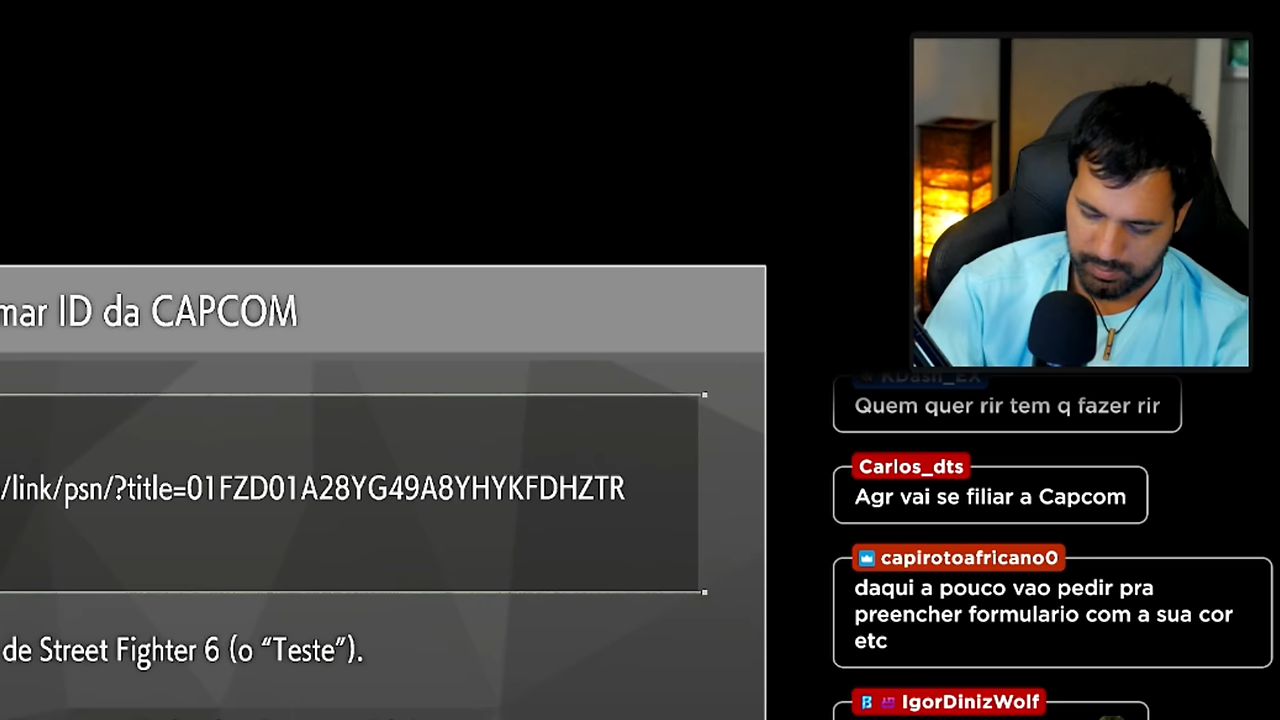 mar ID da CAPCOM
/link/psn/?title=01FZD01A28YG49A8YHYKFDHZTR
de Street Fighter 6 (o “Teste”).
KDash_EX
Quem quer rir tem q fazer rir
Carlos_dts
Agr vai se filiar a Capcom
capirotoafricano0
daqui a pouco vao pedir pra
preencher formulario com a sua cor
etc
IgorDinizWolf